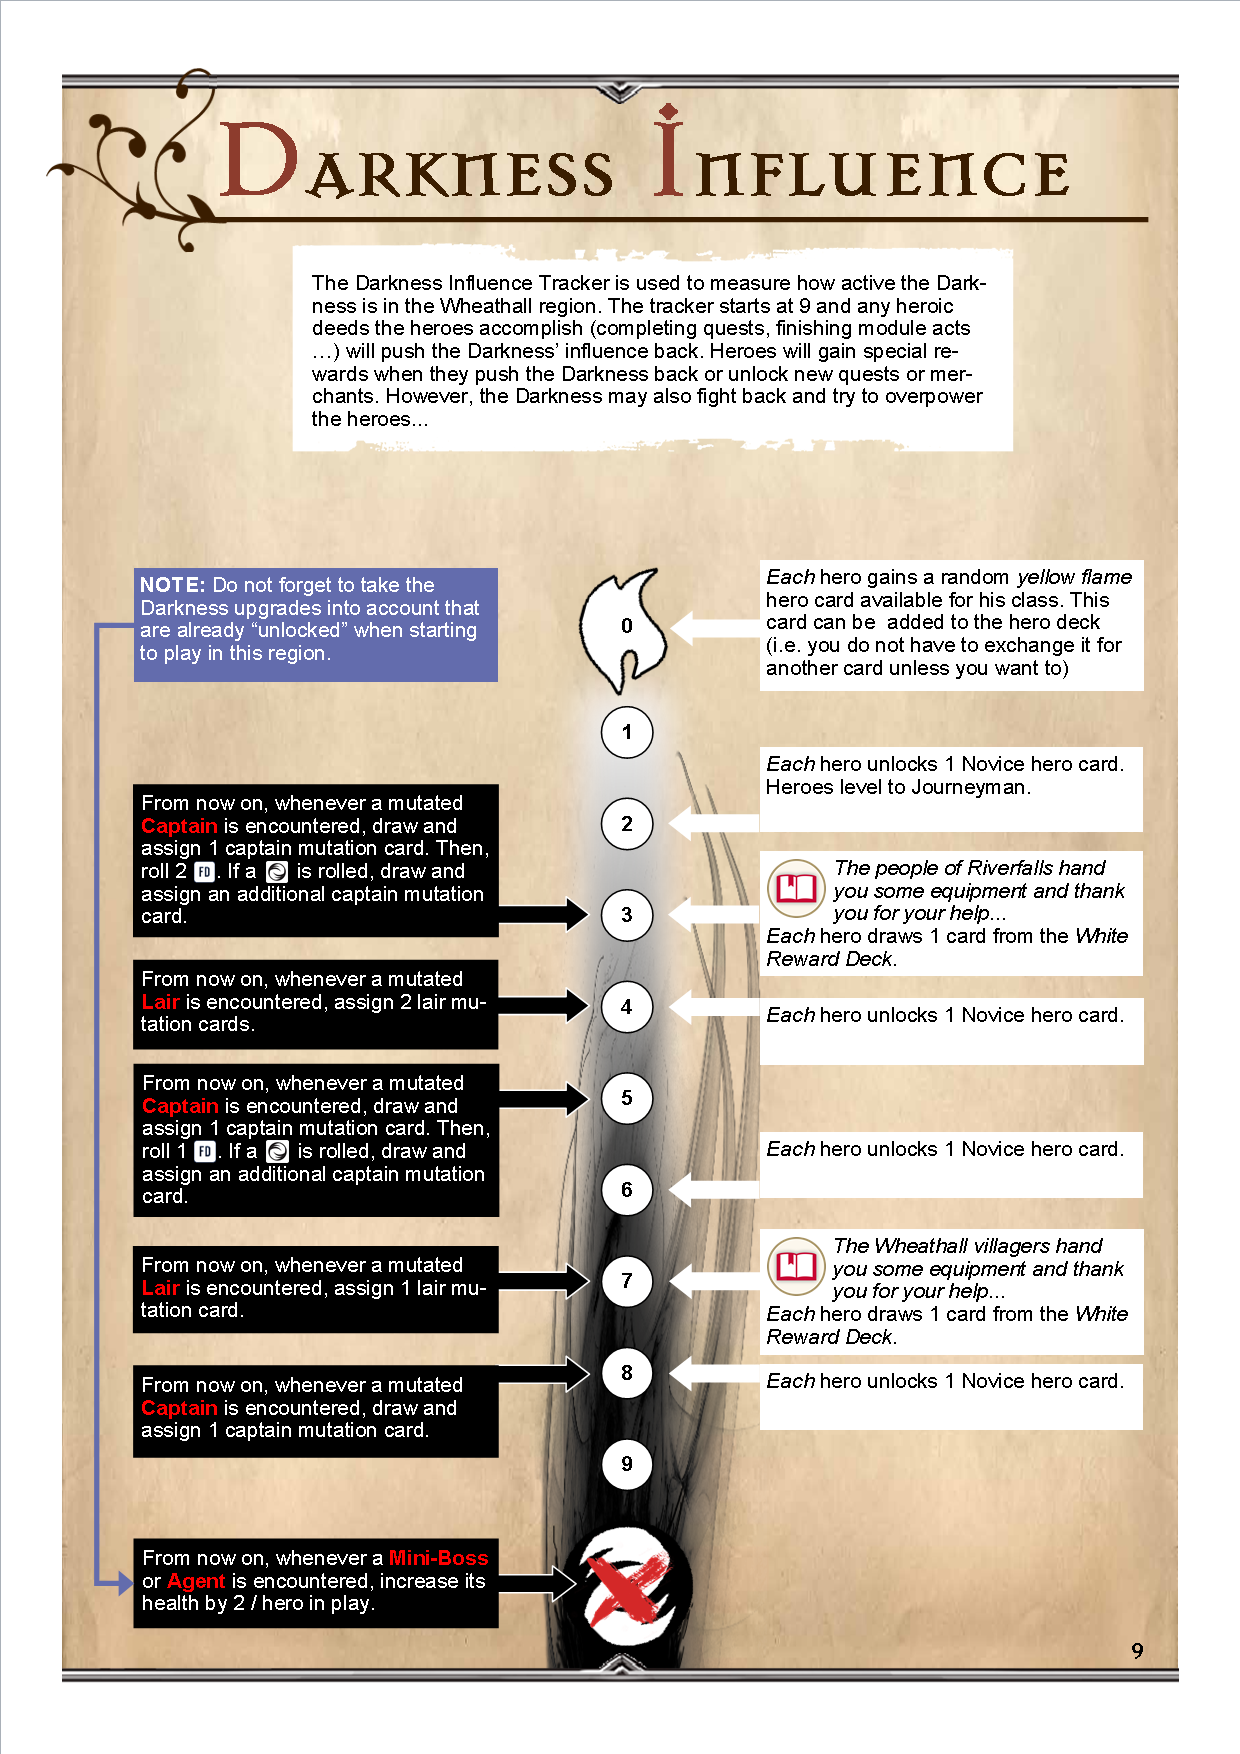 DARKNESS INFLUENCE
The Darkness Influence Tracker is used to measure how active the Dark-
ness is in the Wheathall region. The tracker starts at 9 and any heroic
deeds the heroes accomplish (completing quests, finishing module acts
…) will push the Darkness’ influence back. Heroes will gain special re-
wards when they push the Darkness back or unlock new quests or mer-
chants. However, the Darkness may also fight back and try to overpower
the heroes...
NOTE: Do not forget to take the
Darkness upgrades into account that
are already “unlocked” when starting
to play in this region.
0
Each hero gains a random yellow flame
hero card available for his class. This
card can be added to the hero deck
(i.e. you do not have to exchange it for
another card unless you want to)
1
Each hero unlocks 1 Novice hero card.
Heroes level to Journeyman.
2
From now on, whenever a mutated
Captain is encountered, draw and
assign 1 captain mutation card. Then,
roll 2 FD. If a is rolled, draw and
assign an additional captain mutation
card.
3
The people of Riverfalls hand
you some equipment and thank
you for your help...
Each hero draws 1 card from the White
Reward Deck.
From now on, whenever a mutated
Lair is encountered, assign 2 lair mu-
tation cards.
4
Each hero unlocks 1 Novice hero card.
From now on, whenever a mutated
Captain is encountered, draw and
assign 1 captain mutation card. Then,
roll 1 FD. If a is rolled, draw and
assign an additional captain mutation
card.
5
Each hero unlocks 1 Novice hero card.
6
From now on, whenever a mutated
Lair is encountered, assign 1 lair mu-
tation card.
7
The Wheathall villagers hand
you some equipment and thank
you for your help...
Each hero draws 1 card from the White
Reward Deck.
From now on, whenever a mutated
Captain is encountered, draw and
assign 1 captain mutation card.
8
Each hero unlocks 1 Novice hero card.
9
From now on, whenever a Mini-Boss
or Agent is encountered, increase its
health by 2 / hero in play.
9